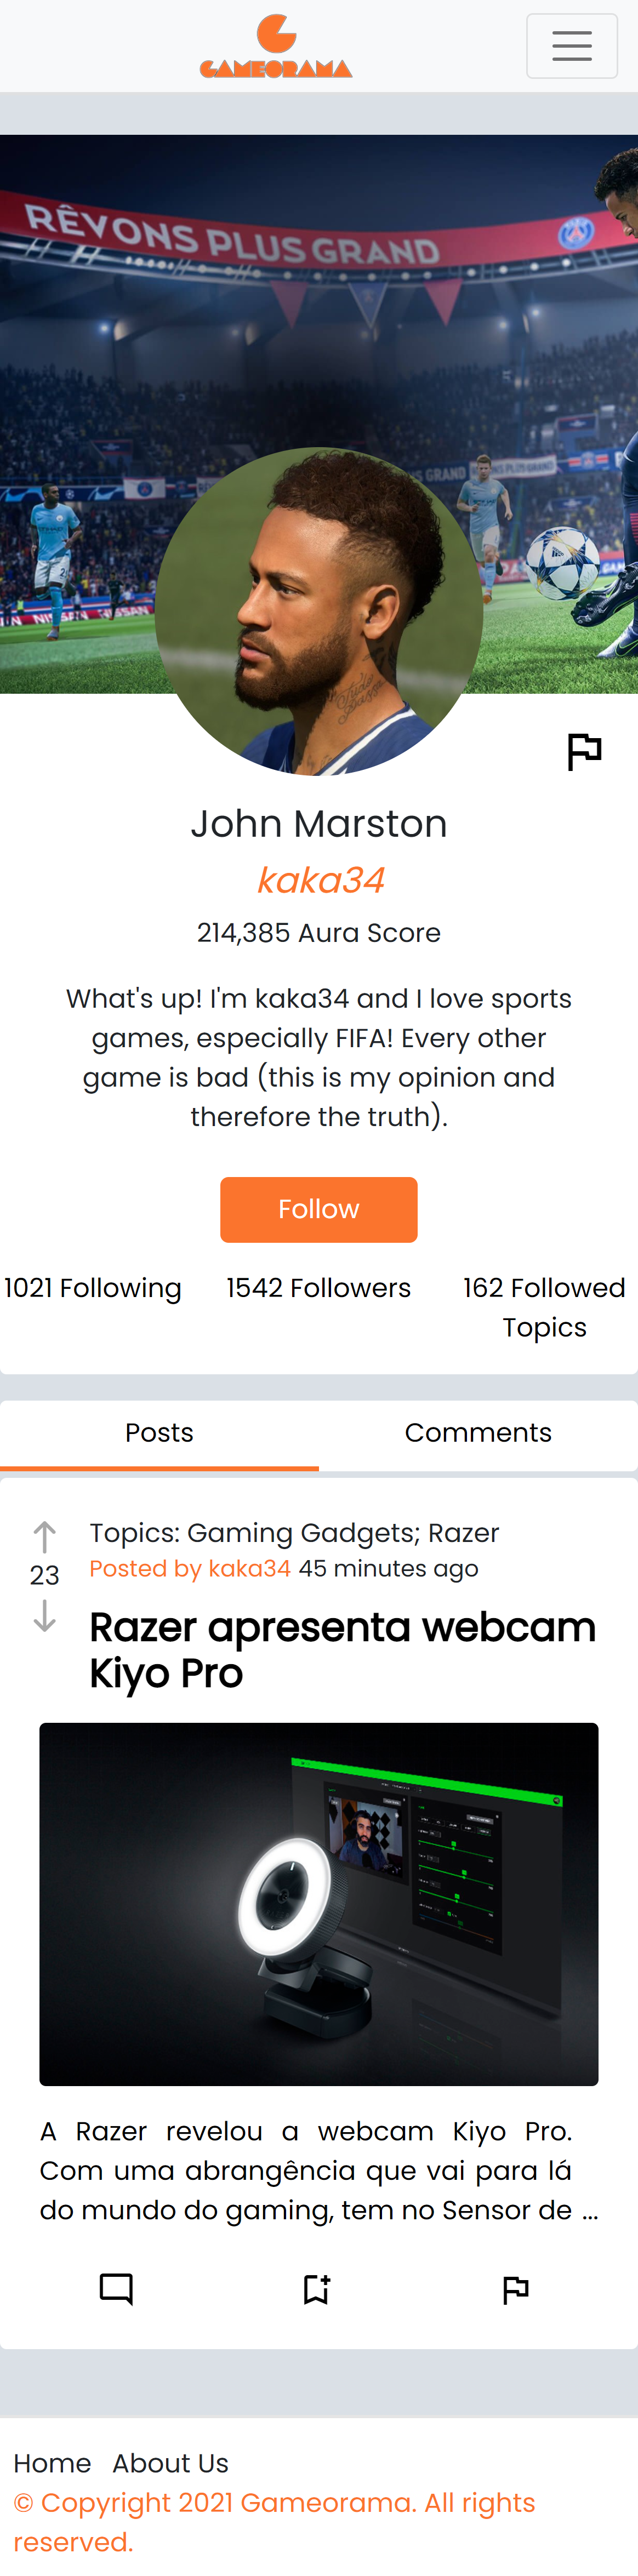 GAMEORAMA
RÊVONS PLUS GRAND
NISSEN
John Marston
kaka34
214,385 Aura Score
What's up! I'm kaka34 and I love sports
games, especially FIFA! Every other
game is bad (this is my opinion and
therefore the truth).
Follow
1021 Following
1542 Followers
162 Followed
Topics
Posts
Comments
Topics: Gaming Gadgets; Razer
23
Posted by kaka34 45 minutes ago
Razer apresenta webcam
Kiyo Pro
A Razer revelou a webcam Kiyo Pro.
Com uma abrangência que vai para lá
do mundo do gaming, tem no Sensor de ...
Home About Us
© Copyright 2021 Gameorama. All rights
reserved.